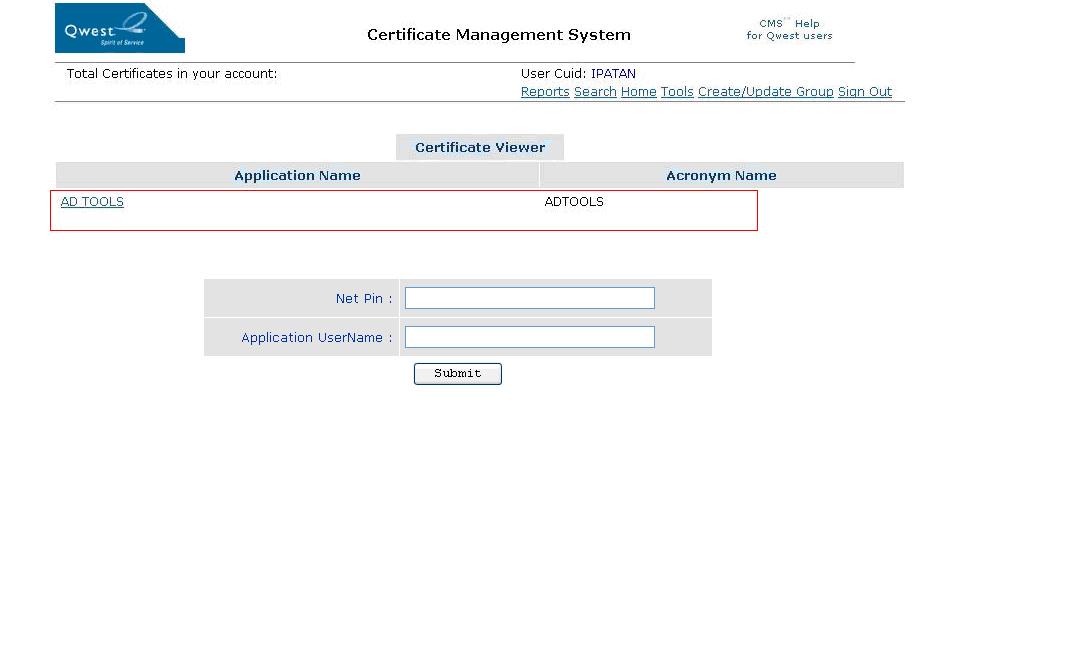 Qwest
Spirit of Service
Certificate Management System
CMS™ Help
for Qwest users
Total Certificates in your account:
User Cuid: IPATAN
Reports Search Home Tools Create/Update Group Sign Out
Certificate Viewer
Application Name Acronym Name
AD TOOLS ADTOOLS
Net Pin :
Application UserName :
Submit